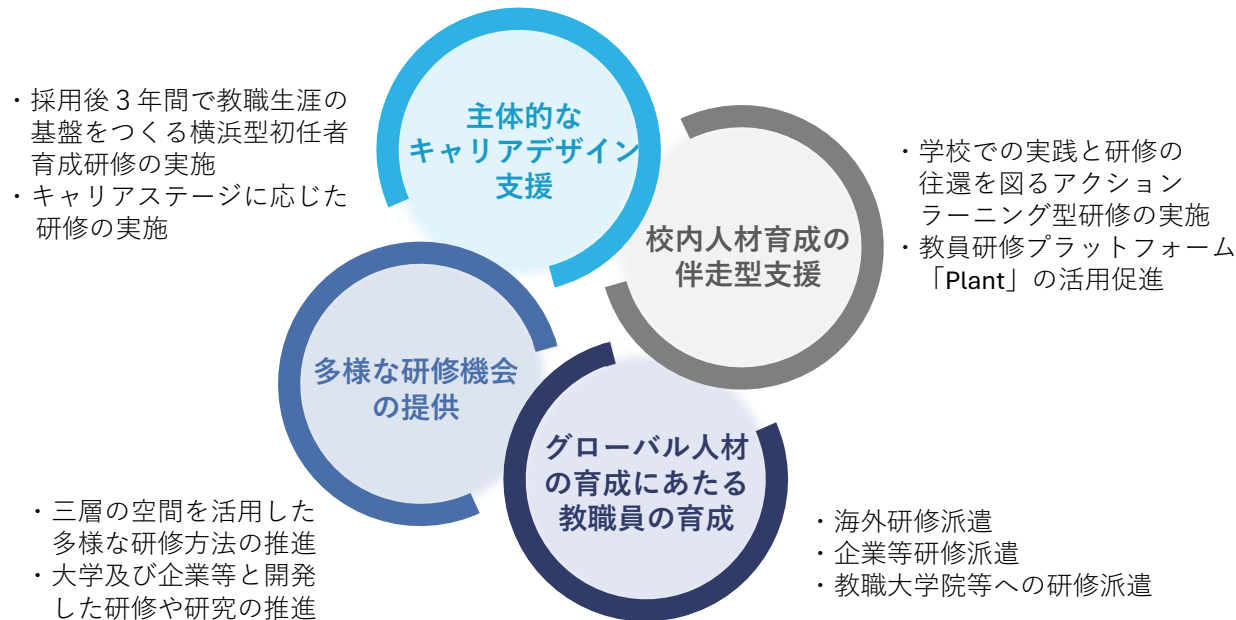 ・採用後３年間で教職生涯の
基盤をつくる横浜型初任者
育成研修の実施
・キャリアステージに応じた
研修の実施
主体的な
キャリアデザイン
支援
校内人材育成の
伴走型支援
・学校での実践と研修の
往還を図るアクション
ラーニング型研修の実施
・教員研修プラットフォーム
「Plant」の活用促進
多様な研修機会
の提供
・三層の空間を活用した
多様な研修方法の推進
・大学及び企業等と開発
した研修や研究の推進
グローバル人材
の育成にあたる
教職員の育成
・海外研修派遣
・企業等研修派遣
・教職大学院等への研修派遣